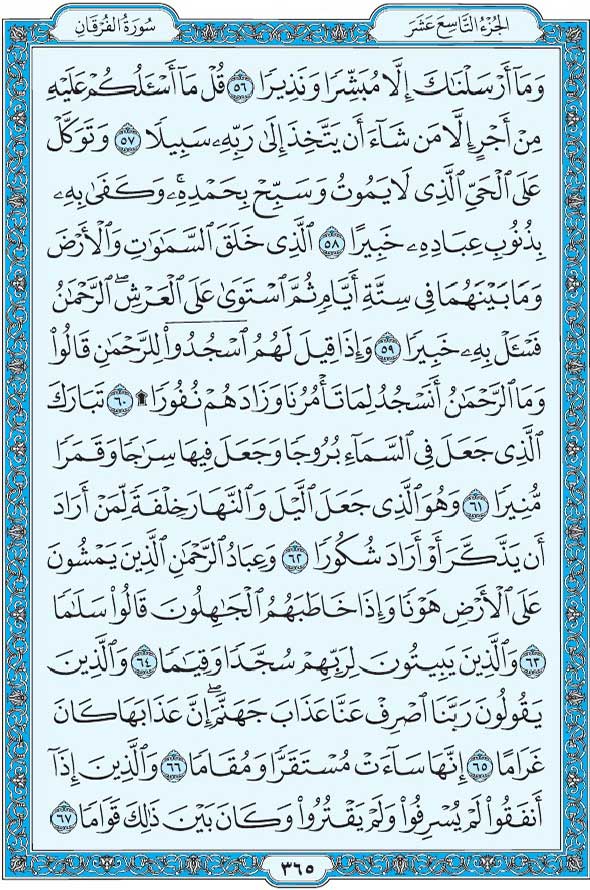 الجُزْءُ التَّاسِعَ عَشَرَ
سُورَةُ الفُرْقَانِ
وَمَآ أَرْسَلْنَٰكَ إِلَّا مُبَشِّرًا وَنَذِيرًا ٥٦ قُلْ مَآ أَسْـَٔلُكُمْ عَلَيْهِ
مِنْ أَجْرٍ إِلَّا مَن شَآءَ أَن يَتَّخِذَ إِلَىٰ رَبِّهِۦ سَبِيلًا ٥٧ وَتَوَكَّلْ
عَلَى ٱلْحَىِّ ٱلَّذِى لَا يَمُوتُ وَسَبِّحْ بِحَمْدِهِۦ ۚ وَكَفَىٰ بِهِۦ
بِذُنُوبِ عِبَادِهِۦ خَبِيرًا ٥٨ ٱلَّذِى خَلَقَ ٱلسَّمَٰوَٰتِ وَٱلْأَرْضَ
وَمَا بَيْنَهُمَا فِى سِتَّةِ أَيَّامٍ ثُمَّ ٱسْتَوَىٰ عَلَى ٱلْعَرْشِ ۖ ٱلرَّحْمَٰنُ
فَسْـَٔلْ بِهِۦ خَبِيرًا ٥٩ وَإِذَا قِيلَ لَهُمُ ٱسْجُدُوا۟ لِلرَّحْمَٰنِ قَالُوا۟
وَمَا ٱلرَّحْمَٰنُ أَنَسْجُدُ لِمَا تَأْمُرُنَا وَزَادَهُمْ نُفُورًا ٦٠ تَبَارَكَ
ٱلَّذِى جَعَلَ فِى ٱلسَّمَآءِ بُرُوجًا وَجَعَلَ فِيهَا سِرَٰجًا وَقَمَرًا
مُّنِيرًا ٦١ وَهُوَ ٱلَّذِى جَعَلَ ٱلَّيْلَ وَٱلنَّهَارَ خِلْفَةً لِّمَنْ أَرَادَ
أَن يَذَّكَّرَ أَوْ أَرَادَ شُكُورًا ٦٢ وَعِبَادُ ٱلرَّحْمَٰنِ ٱلَّذِينَ يَمْشُونَ
عَلَى ٱلْأَرْضِ هَوْنًا وَإِذَا خَاطَبَهُمُ ٱلْجَٰهِلُونَ قَالُوا۟ سَلَٰمًا
٦٣ وَٱلَّذِينَ يَبِيتُونَ لِرَبِّهِمْ سُجَّدًا وَقِيَٰمًا ٦٤ وَٱلَّذِينَ
يَقُولُونَ رَبَّنَا ٱصْرِفْ عَنَّا عَذَابَ جَهَنَّمَ ۖ إِنَّ عَذَابَهَا كَانَ
غَرَامًا ٦٥ إِنَّهَا سَآءَتْ مُسْتَقَرًّا وَمُقَامًا ٦٦ وَٱلَّذِينَ إِذَآ
أَنفَقُوا۟ لَمْ يُسْرِفُوا۟ وَلَمْ يَقْتُرُوا۟ وَكَانَ بَيْنَ ذَٰلِكَ قَوَامًا ٦٧
٣٦٥